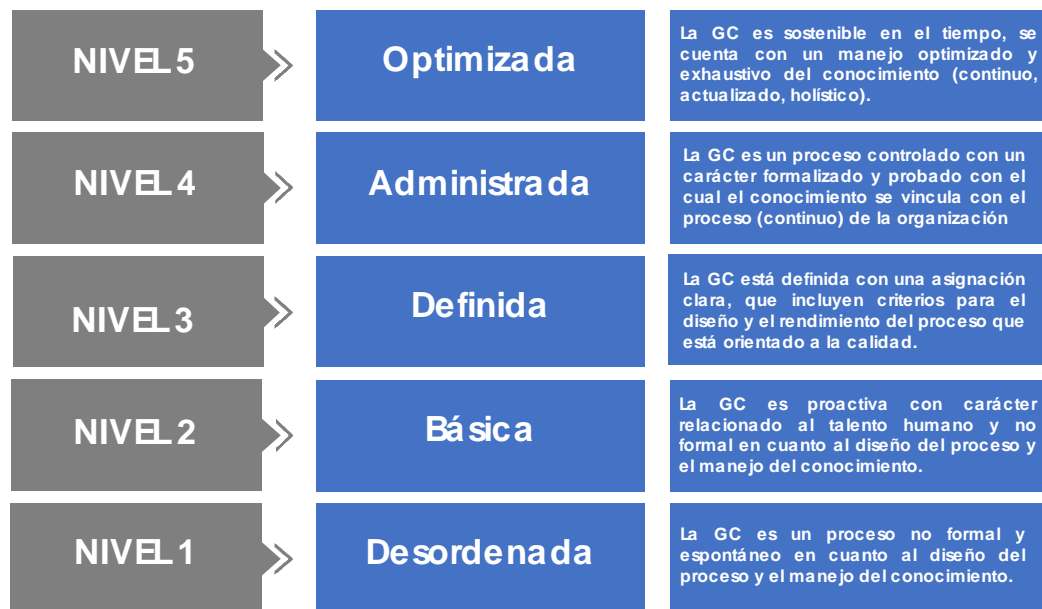 NIVEL 5
Optimizada
La GC es sostenible en el tiempo, se
cuenta con un manejo optimizado y
exhaustivo del conocimiento (continuo,
actualizado, holístico).
NIVEL 4
Administrada
La GC es un proceso controlado con un
carácter formalizado y probado con el
cual el conocimiento se vincula con el
proceso (continuo) de la organización
NIVEL 3
Definida
La GC está definida con una asignación
clara, que incluyen criterios para el
diseño y el rendimiento del proceso que
está orientado a la calidad.
NIVEL 2
Básica
La GC es proactiva con carácter
relacionado al talento humano y no
formal en cuanto al diseño del proceso y
el manejo del conocimiento.
NIVEL 1
Desordenada
La GC es un proceso no formal y
espontáneo en cuanto al diseño del
proceso y el manejo del conocimiento.